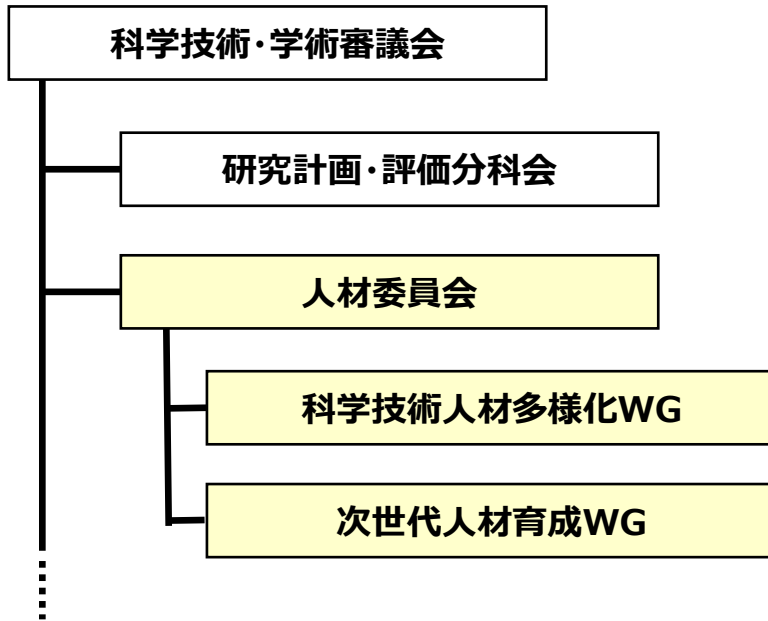 科学技術・学術審議会
研究計画・評価分科会
人材委員会
科学技術人材多様化WG
次世代人材育成WG